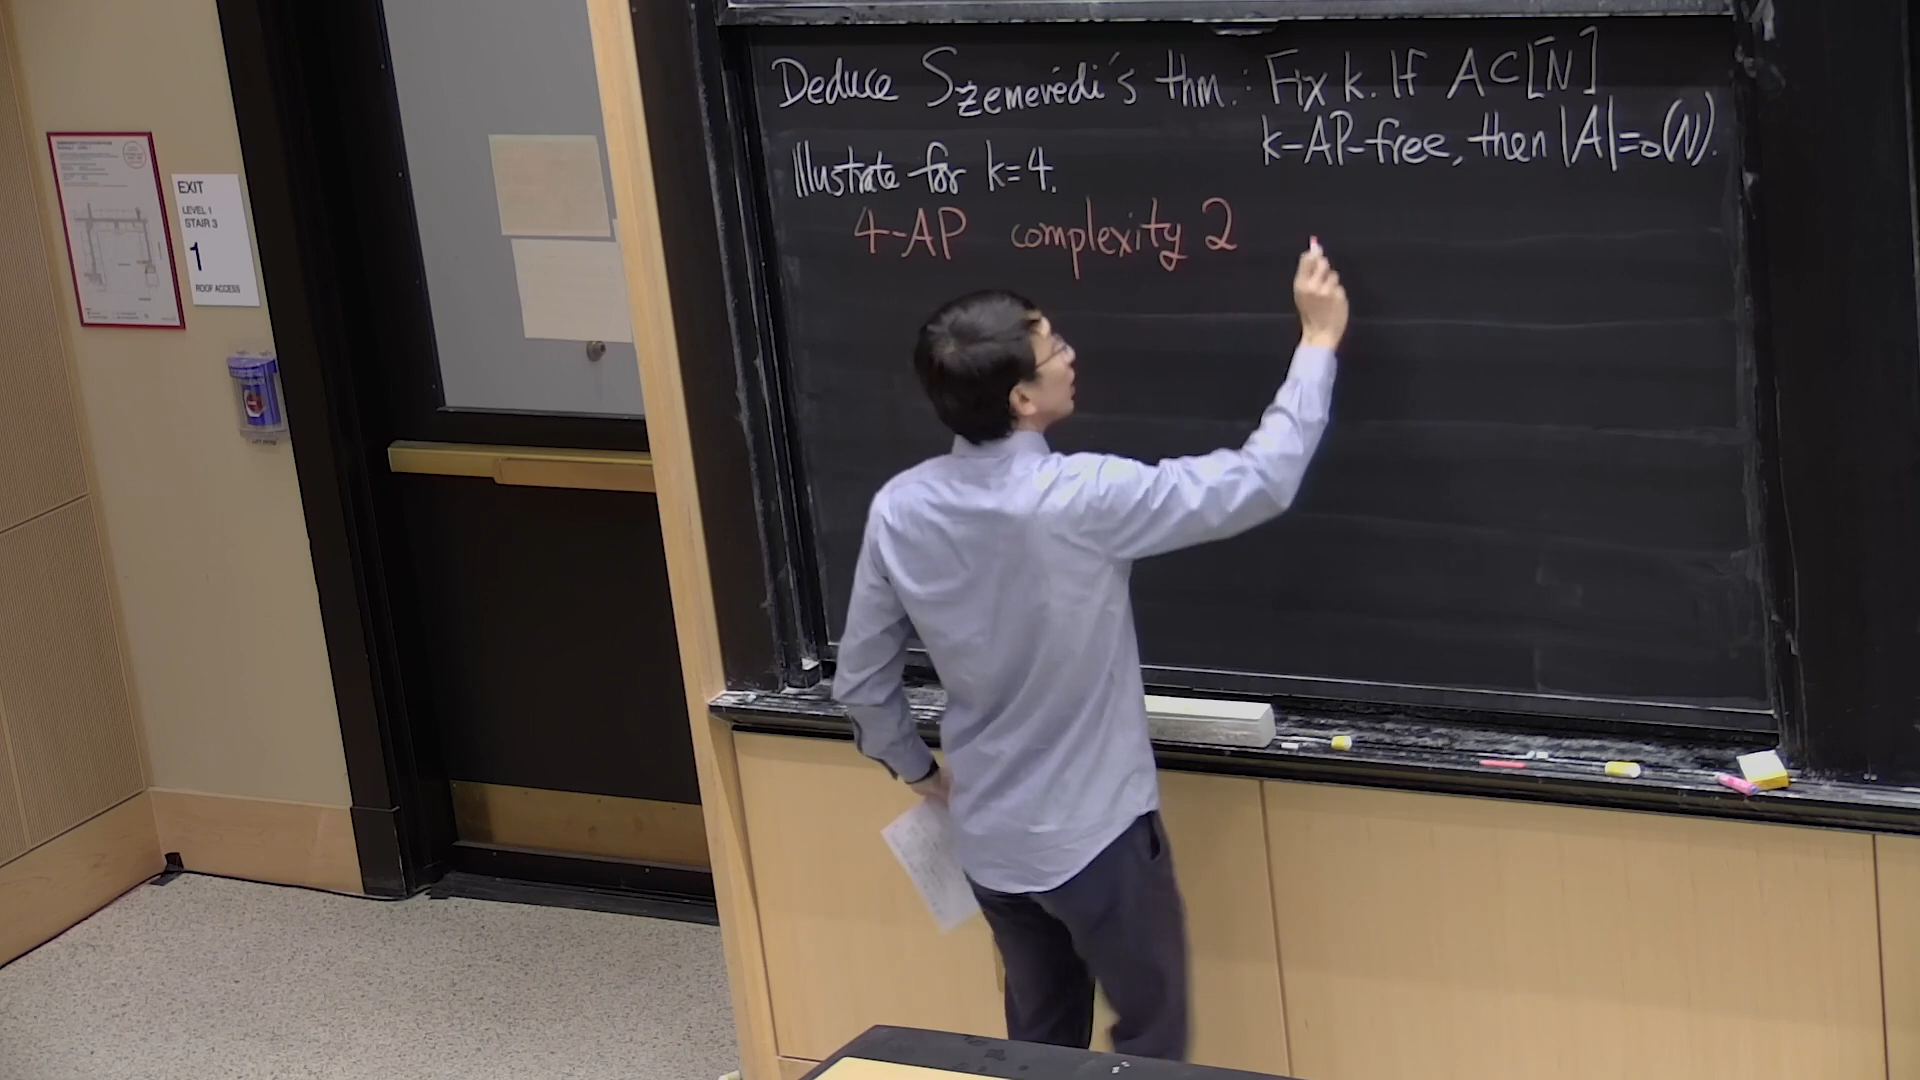 Deduce Szemerédi's thm.: Fix k. If A⊂[N]
k-AP-free, then |A|=o(N).
Illustrate for k=4.
4-AP complexity 2
EXIT
LEVEL 1
STAIR 3
1
ROOF ACCESS